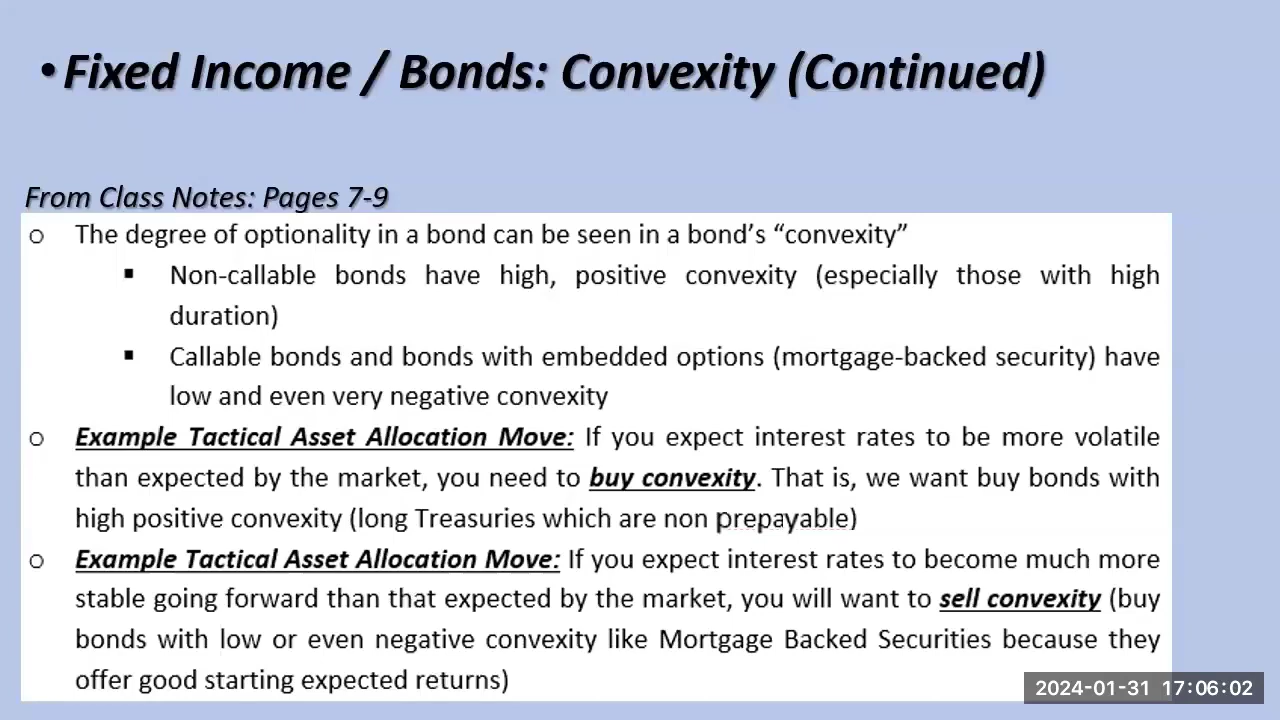 •Fixed Income / Bonds: Convexity (Continued)
From Class Notes: Pages 7-9
o The degree of optionality in a bond can be seen in a bond’s “convexity”
▪ Non-callable bonds have high, positive convexity (especially those with high
duration)
▪ Callable bonds and bonds with embedded options (mortgage-backed security) have
low and even very negative convexity
o Example Tactical Asset Allocation Move: If you expect interest rates to be more volatile
than expected by the market, you need to buy convexity. That is, we want buy bonds with
high positive convexity (long Treasuries which are non prepayable)
o Example Tactical Asset Allocation Move: If you expect interest rates to become much more
stable going forward than that expected by the market, you will want to sell convexity (buy
bonds with low or even negative convexity like Mortgage Backed Securities because they
offer good starting expected returns)
2024-01-31 17:06:02